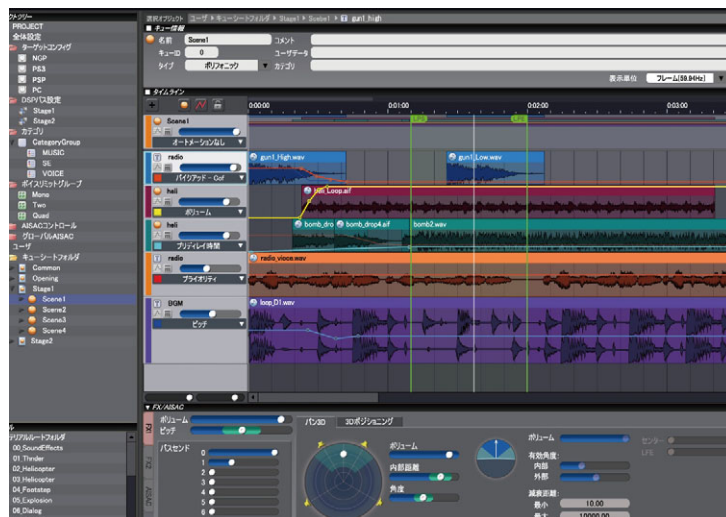 選択オブジェクト ユーザ ▸ キューシートフォルダ ▸ Stage1 ▸ Scene1 ▸ gun1_high
クトツリー
PROJECT
全体設定
ターゲットコンフィグ
NGP
PS3
PSP
PC
DSPバス設定
Stage1
Stage2
カテゴリ
CategoryGroup
MUSIC
SE
VOICE
ボイスリミットグループ
Mono
Two
Quad
AISACコントロール
グローバルAISAC
ユーザ
キューシートフォルダ
Common
Opening
Stage1
Scene1
Scene2
Scene3
Scene4
Stage2
キュー情報
名前 Scene1 コメント
キューID 0 ユーザデータ
タイプ ポリフォニック カテゴリ
表示単位 フレーム[59.94Hz]
タイムライン
0:00:00 0:01:00 0:02:00 0:03:00
Scene1
オートメーションなし
radio gun1_High.wav gun1_Low.wav
バイクアッド - Cof
heli heli_Loop.aif
ボリューム
heli bomb_dro bomb_drop4.aif bomb2.wav
プリディレイ時間
radio radio_vioce.wav
プライオリティ
BGM loop_D1.wav
ピッチ
FX/AISAC
FX1
FX2
AISAC
ボリューム
ピッチ
バスセンド
0
1
2
3
4
5
6
パン3D 3Dポジショニング
ボリューム
内部距離
角度
ボリューム
有効角度:
内部
外部
減衰距離:
最小 10.00
最大 10000.00
センター
LFE
ル
テリアルルートフォルダ
00_SoundEffects
01_Thnder
02_Helicopter
03_Helicopter
04_Footstep
05_Explosion
06_Dialog